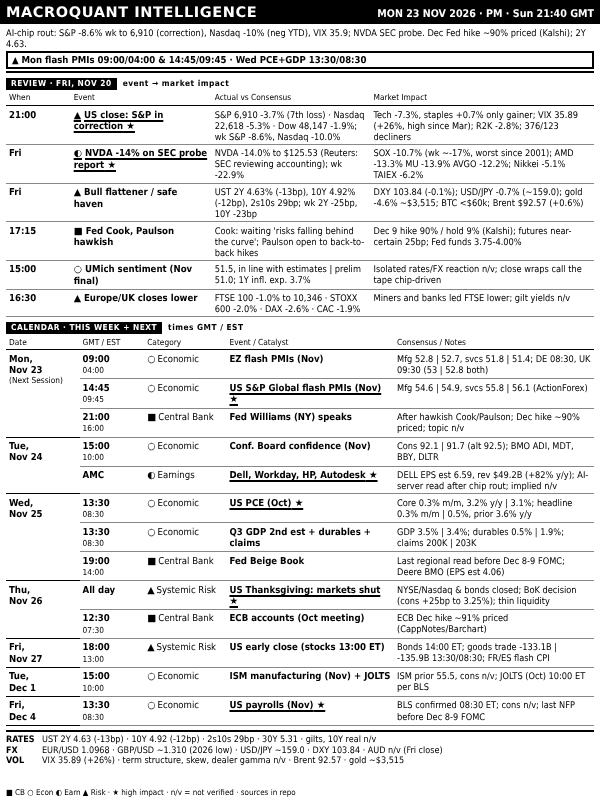 MACROQUANT INTELLIGENCE MON 23 NOV 2026 · PM · Sun 21:40 GMT
AI-chip rout: S&P -8.6% wk to 6,910 (correction), Nasdaq -10% (neg YTD), VIX 35.9; NVDA SEC probe. Dec Fed hike ~90% priced (Kalshi); 2Y
4.63.
▲ Mon flash PMIs 09:00/04:00 & 14:45/09:45 · Wed PCE+GDP 13:30/08:30
REVIEW · FRI, NOV 20 event → market impact
When Event Actual vs Consensus Market Impact
21:00 ▲ US close: S&P in S&P 6,910 -3.7% (7th loss) · Nasdaq Tech -7.3%, staples +0.7% only gainer; VIX 35.89
correction ★ 22,618 -5.3% · Dow 48,147 -1.9%; (+26%, high since Mar); R2K -2.8%; 376/123
wk S&P -8.6%, Nasdaq -10.0% decliners
Fri ◐ NVDA -14% on SEC probe NVDA -14.0% to $125.53 (Reuters: SOX -10.7% (wk ~-17%, worst since 2001); AMD
report ★ SEC reviewing accounting); wk -13.3% MU -13.9% AVGO -12.2%; Nikkei -5.1%
-22.9% TAIEX -6.2%
Fri ▲ Bull flattener / safe UST 2Y 4.63% (-13bp), 10Y 4.92% DXY 103.84 (-0.1%); USD/JPY -0.7% (~159.0); gold
haven (-12bp), 2s10s 29bp; wk 2Y -25bp, -4.6% ~$3,515; BTC <$60k; Brent $92.57 (+0.6%)
10Y -23bp
17:15 ■ Fed Cook, Paulson Cook: waiting 'risks falling behind Dec 9 hike 90% / hold 9% (Kalshi); futures near-
hawkish the curve'; Paulson open to back-to- certain 25bp; Fed funds 3.75-4.00%
back hikes
15:00 ○ UMich sentiment (Nov 51.5, in line with estimates | prelim Isolated rates/FX reaction n/v; close wraps call the
final) 51.0; 1Y infl. exp. 3.7% tape chip-driven
16:30 ▲ Europe/UK closes lower FTSE 100 -1.0% to 10,346 · STOXX Miners and banks led FTSE lower; gilt yields n/v
600 -2.0% · DAX -2.6% · CAC -1.9%
CALENDAR · THIS WEEK + NEXT times GMT / EST
Date GMT / EST Category Event / Catalyst Consensus / Notes
Mon, 09:00 ○ Economic EZ flash PMIs (Nov) Mfg 52.8 | 52.7, svcs 51.8 | 51.4; DE 08:30, UK
Nov 23 04:00 09:30 (53 | 52.8 both)
(Next Session)
14:45 ○ Economic US S&P Global flash PMIs (Nov) Mfg 54.6 | 54.9, svcs 55.8 | 56.1 (ActionForex)
09:45 ★
21:00 ■ Central Bank Fed Williams (NY) speaks After hawkish Cook/Paulson; Dec hike ~90%
16:00 priced; topic n/v
Tue, 15:00 ○ Economic Conf. Board confidence (Nov) Cons 92.1 | 91.7 (alt 92.5); BMO ADI, MDT,
Nov 24 10:00 BBY, DLTR
AMC ◐ Earnings Dell, Workday, HP, Autodesk ★ DELL EPS est 6.59, rev $49.2B (+82% y/y); AI-
server read after chip rout; implied n/v
Wed, 13:30 ○ Economic US PCE (Oct) ★ Core 0.3% m/m, 3.2% y/y | 3.1%; headline
Nov 25 08:30 0.3% m/m | 0.5%, prior 3.6% y/y
13:30 ○ Economic Q3 GDP 2nd est + durables + GDP 3.5% | 3.4%; durables 0.5% | 1.9%;
08:30 claims claims 200K | 203K
19:00 ■ Central Bank Fed Beige Book Last regional read before Dec 8-9 FOMC;
14:00 Deere BMO (EPS est 4.06)
Thu, All day ▲ Systemic Risk US Thanksgiving: markets shut NYSE/Nasdaq & bonds closed; BoK decision
Nov 26 ★ (cons +25bp to 3.25%); thin liquidity
12:30 ■ Central Bank ECB accounts (Oct meeting) ECB Dec hike ~91% priced
07:30 (CappNotes/Barchart)
Fri, 18:00 ▲ Systemic Risk US early close (stocks 13:00 ET) Bonds 14:00 ET; goods trade -133.1B |
Nov 27 13:00 -135.9B 13:30/08:30; FR/ES flash CPI
Tue, 15:00 ○ Economic ISM manufacturing (Nov) + JOLTS ISM prior 55.5, cons n/v; JOLTS (Oct) 10:00 ET
Dec 1 10:00 per BLS
Fri, 13:30 ○ Economic US payrolls (Nov) ★ BLS confirmed 08:30 ET; cons n/v; last NFP
Dec 4 08:30 before Dec 8-9 FOMC
RATES UST 2Y 4.63 (-13bp) · 10Y 4.92 (-12bp) · 2s10s 29bp · 30Y 5.31 · gilts, 10Y real n/v
FX EUR/USD 1.0968 · GBP/USD ~1.310 (2026 low) · USD/JPY ~159.0 · DXY 103.84 · AUD n/v (Fri close)
VOL VIX 35.89 (+26%) · term structure, skew, dealer gamma n/v · Brent 92.57 · gold ~$3,515
■ CB ○ Econ ◐ Earn ▲ Risk · ★ high impact · n/v = not verified · sources in repo